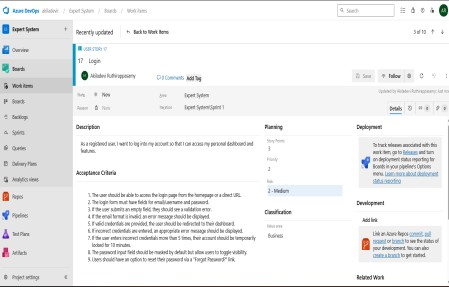 Azure DevOps akiladevi / Expert System / Boards / Work items
Search
AR
Expert System
Overview
Boards
Work items
Boards
Backlogs
Sprints
Queries
Delivery Plans
Analytics views
Repos
Pipelines
Test Plans
Artifacts
Project settings
Recently updated
Back to Work Items
5 of 10
USER STORY 17
17 Login
Akiladevi Ruthrappasamy
0 Comments Add Tag
Save
Follow
New
Area
Expert System
Updated by Akiladevi Ruthrappasamy
Reason
Expert System\Sprint 1
Details
Description
As a registered user, I want to log into my account so that I can access my personal dashboard and
features.
Acceptance Criteria
1. The user should be able to access the login page from the homepage or a direct URL.
2. The login form must have fields for email/username and password.
3. If the user submits an empty field, they should see a validation error.
4. If the email format is invalid, an error message should be displayed.
5. If valid credentials are provided, the user should be redirected to their dashboard.
6. If incorrect credentials are entered, an appropriate error message should be displayed.
7. If the user enters incorrect credentials more than 5 times, their account should be temporarily
locked for 10 minutes.
8. The password input field should be masked by default but allow users to toggle visibility.
9. Users should have an option to reset their password via a "Forgot Password?" link.
Planning
Story Points
3
Priority
2
Risk
2 - Medium
Classification
Value area
Business
Deployment
To track releases associated with this
work item, go to Releases and turn
on deployment status reporting for
Boards in your pipeline's Options
menu. Learn more about deployment
status reporting
Development
Add link
Link an Azure Repos commit, pull
request or branch to see the status of
your development. You can also
create a branch to get started.
Related Work